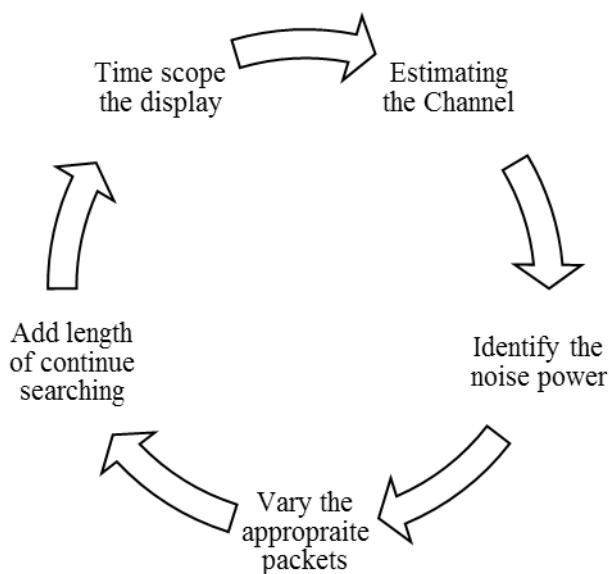 Time scope
the display
Estimating
the Channel
Identify the
noise power
Vary the
appropraite
packets
Add length
of continue
searching